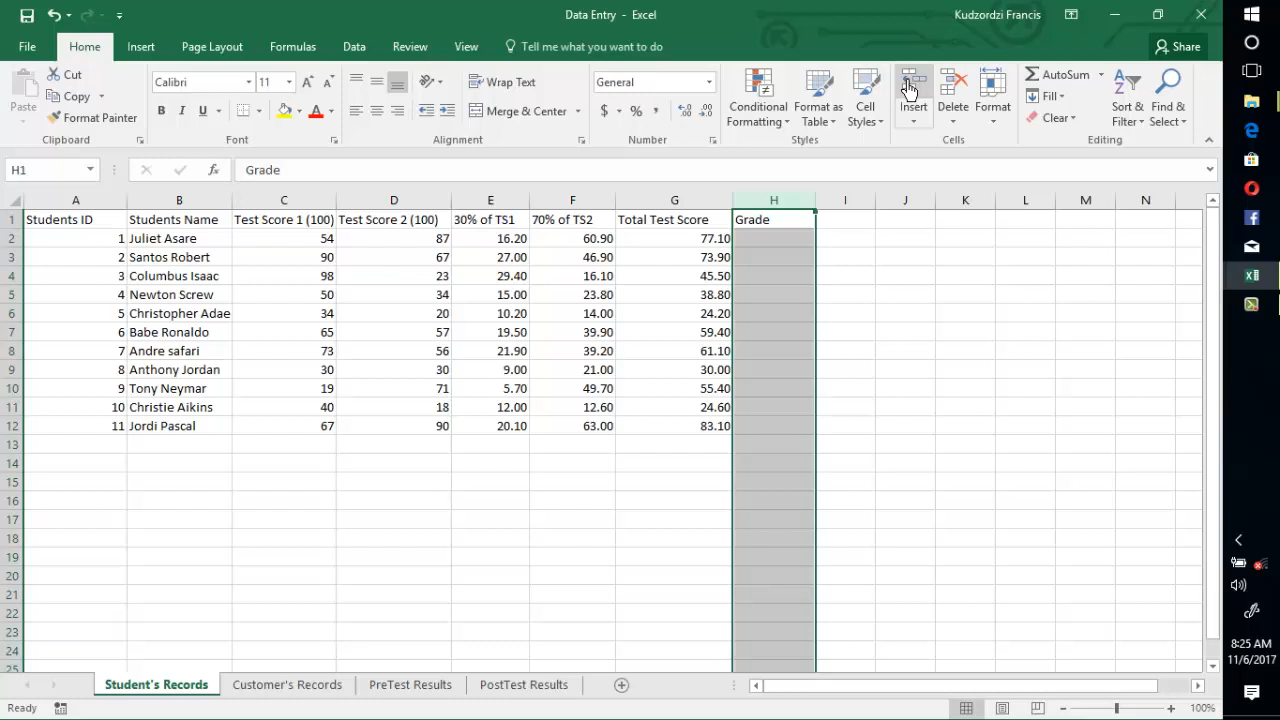 Data Entry - Excel
Kudzordzi Francis
File Home Insert Page Layout Formulas Data Review View Tell me what you want to do Share
Paste
Cut
Copy
Format Painter
Clipboard
Calibri 11
B I U
A
Font
Wrap Text
Merge & Center
Alignment
General
$ % ,
Number
Conditional Formatting
Format as Table
Cell Styles
Styles
Insert
Delete
Format
Cells
AutoSum
Fill
Clear
Sort & Filter
Find & Select
Editing
H1 fx Grade
A B C D E F G H I J K L M N
1 Students ID Students Name Test Score 1 (100) Test Score 2 (100) 30% of TS1 70% of TS2 Total Test Score Grade
2 1 Juliet Asare 54 87 16.20 60.90 77.10
3 2 Santos Robert 90 67 27.00 46.90 73.90
4 3 Columbus Isaac 98 23 29.40 16.10 45.50
5 4 Newton Screw 50 34 15.00 23.80 38.80
6 5 Christopher Adae 34 20 10.20 14.00 24.20
7 6 Babe Ronaldo 65 57 19.50 39.90 59.40
8 7 Andre safari 73 56 21.90 39.20 61.10
9 8 Anthony Jordan 30 30 9.00 21.00 30.00
10 9 Tony Neymar 19 71 5.70 49.70 55.40
11 10 Christie Aikins 40 18 12.00 12.60 24.60
12 11 Jordi Pascal 67 90 20.10 63.00 83.10
13
14
15
16
17
18
19
20
21
22
23
24
25
Student's Records Customer's Records PreTest Results PostTest Results
Ready
100%
8:25 AM
11/6/2017